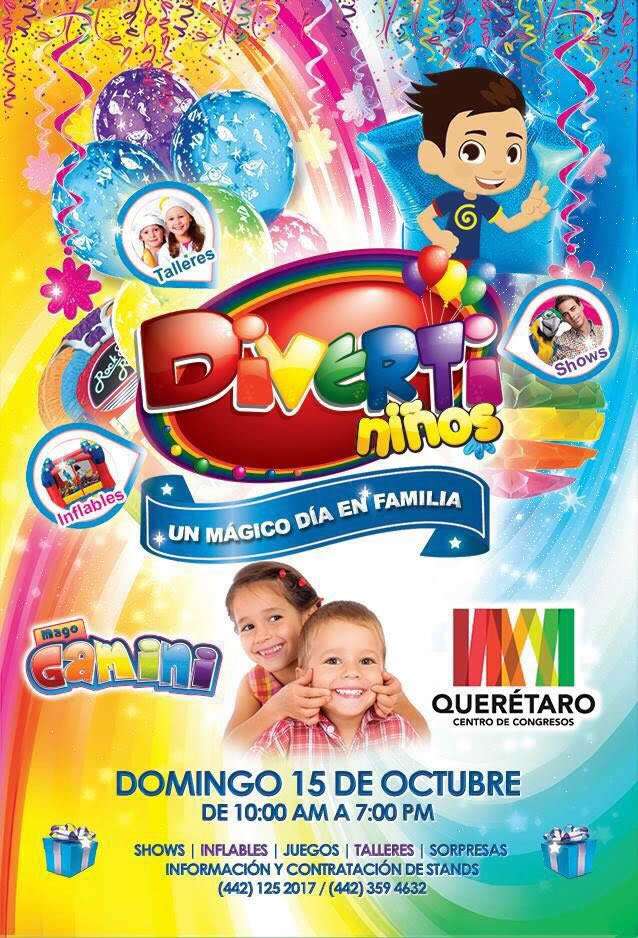 Talleres
DIVERTI
niños
Shows
Inflables
UN MÁGICO DÍA EN FAMILIA
mago
Gamini
QUERÉTARO
CENTRO DE CONGRESOS
DOMINGO 15 DE OCTUBRE
DE 10:00 AM A 7:00 PM
SHOWS | INFLABLES | JUEGOS | TALLERES | SORPRESAS
INFORMACIÓN Y CONTRATACIÓN DE STANDS
(442) 125 2017 / (442) 359 4632